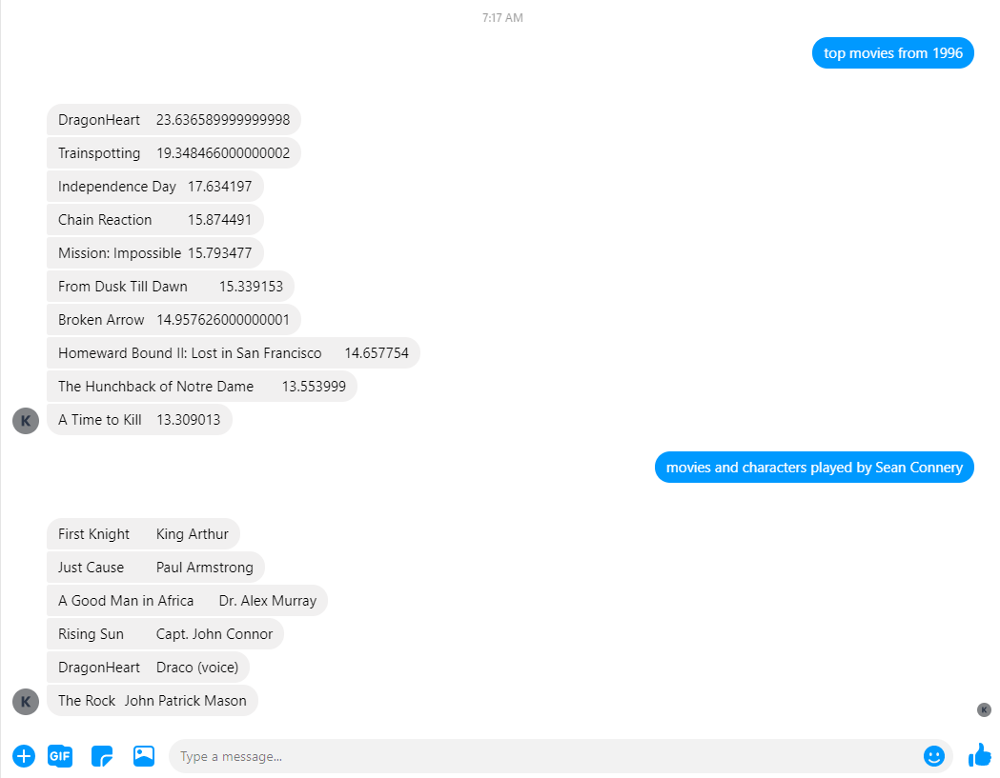 7:17 AM
top movies from 1996
DragonHeart 23.636589999999998
Trainspotting 19.348466000000002
Independence Day 17.634197
Chain Reaction 15.874491
Mission: Impossible 15.793477
From Dusk Till Dawn 15.339153
Broken Arrow 14.957626000000001
Homeward Bound II: Lost in San Francisco 14.657754
The Hunchback of Notre Dame 13.553999
K A Time to Kill 13.309013
movies and characters played by Sean Connery
First Knight King Arthur
Just Cause Paul Armstrong
A Good Man in Africa Dr. Alex Murray
Rising Sun Capt. John Connor
DragonHeart Draco (voice)
K The Rock John Patrick Mason
K
GIF Type a message...